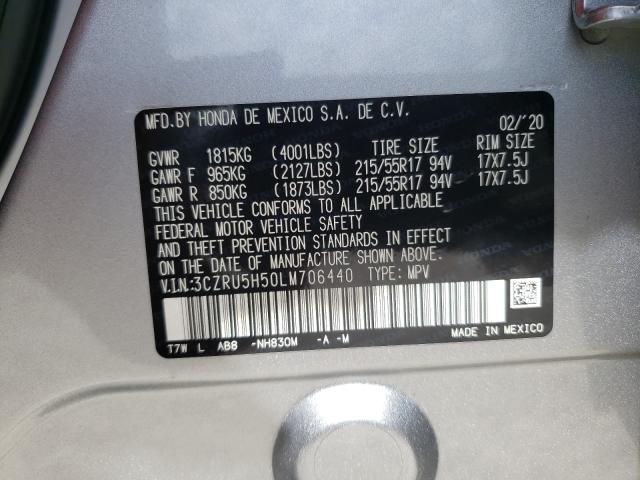 MFD.BY HONDA DE MEXICO S.A. DE C.V.
02/'20
GVWR 1815KG (4001LBS) TIRE SIZE RIM SIZE
GAWR F 965KG (2127LBS) 215/55R17 94V 17X7.5J
GAWR R 850KG (1873LBS) 215/55R17 94V 17X7.5J
THIS VEHICLE CONFORMS TO ALL APPLICABLE
FEDERAL MOTOR VEHICLE SAFETY
AND THEFT PREVENTION STANDARDS IN EFFECT
ON THE DATE OF MANUFACTURE SHOWN ABOVE.
V.I.N:3CZRU5H50LM706440 TYPE: MPV
T7W L AB8 -NH830M -A -M
MADE IN MEXICO